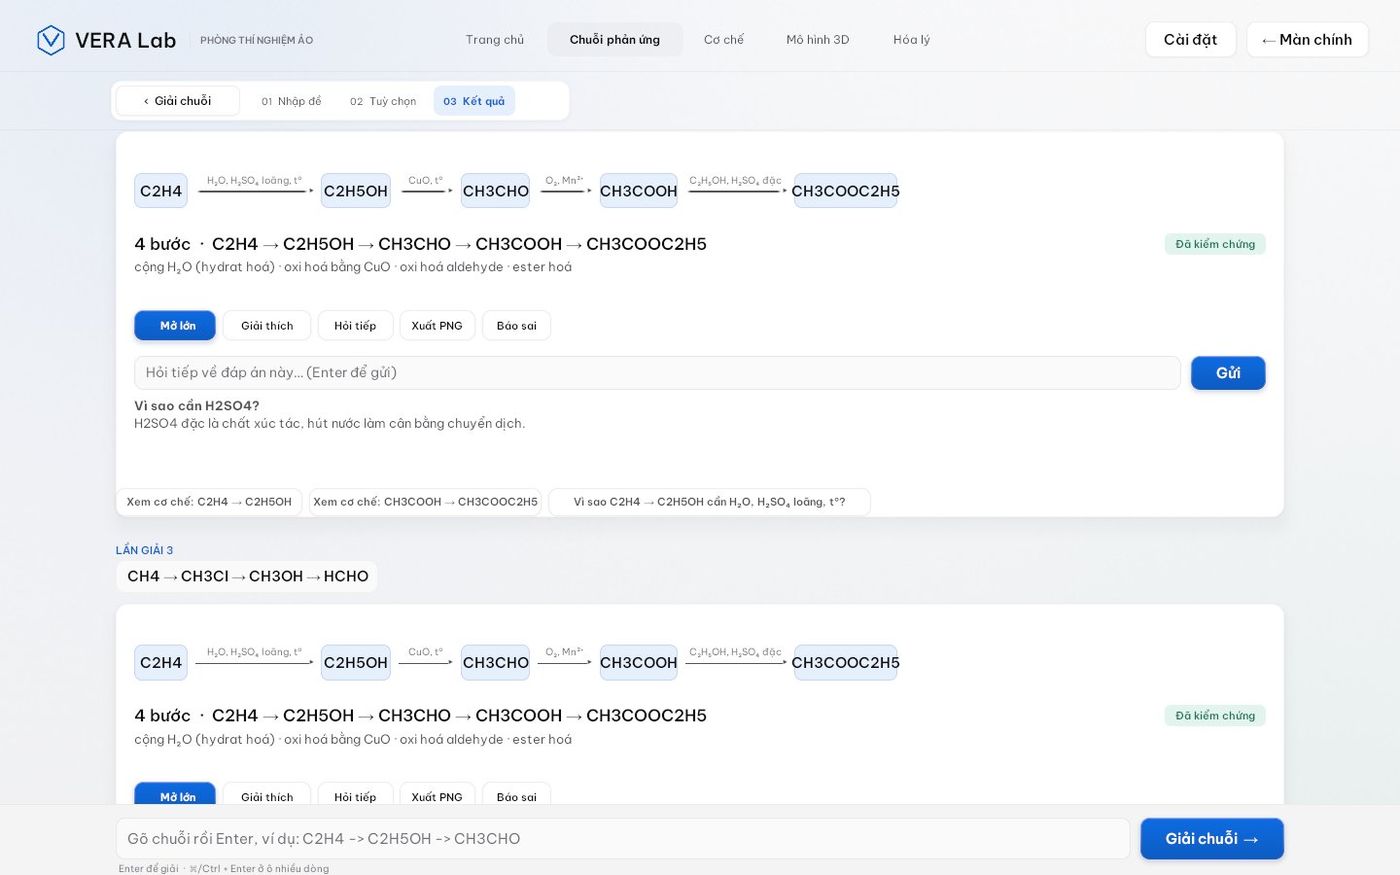 VERA Lab PHÒNG THÍ NGHIỆM ẢO Trang chủ Chuỗi phản ứng Cơ chế Mô hình 3D Hóa lý Cài đặt ← Màn chính
‹ Giải chuỗi 01 Nhập đề 02 Tuỳ chọn 03 Kết quả
H₂O, H₂SO₄ loãng, t° CuO, t° O₂, Mn²⁺ C₂H₅OH, H₂SO₄ đặc
C2H4 C2H5OH CH3CHO CH3COOH CH3COOC2H5
4 bước · C2H4 → C2H5OH → CH3CHO → CH3COOH → CH3COOC2H5 Đã kiểm chứng
cộng H₂O (hydrat hoá) · oxi hoá bằng CuO · oxi hoá aldehyde · ester hoá
Mở lớn Giải thích Hỏi tiếp Xuất PNG Báo sai
Hỏi tiếp về đáp án này... (Enter để gửi) Gửi
Vì sao cần H2SO4?
H2SO4 đặc là chất xúc tác, hút nước làm cân bằng chuyển dịch.
Xem cơ chế: C2H4 → C2H5OH Xem cơ chế: CH3COOH → CH3COOC2H5 Vì sao C2H4 → C2H5OH cần H₂O, H₂SO₄ loãng, t°?
LẦN GIẢI 3
CH4 → CH3Cl → CH3OH → HCHO
H₂O, H₂SO₄ loãng, t° CuO, t° O₂, Mn²⁺ C₂H₅OH, H₂SO₄ đặc
C2H4 C2H5OH CH3CHO CH3COOH CH3COOC2H5
4 bước · C2H4 → C2H5OH → CH3CHO → CH3COOH → CH3COOC2H5 Đã kiểm chứng
cộng H₂O (hydrat hoá) · oxi hoá bằng CuO · oxi hoá aldehyde · ester hoá
Mở lớn Giải thích Hỏi tiếp Xuất PNG Báo sai
Gõ chuỗi rồi Enter, ví dụ: C2H4 -> C2H5OH -> CH3CHO Giải chuỗi →
Enter để giải · ⌘/Ctrl + Enter ở ô nhiều dòng